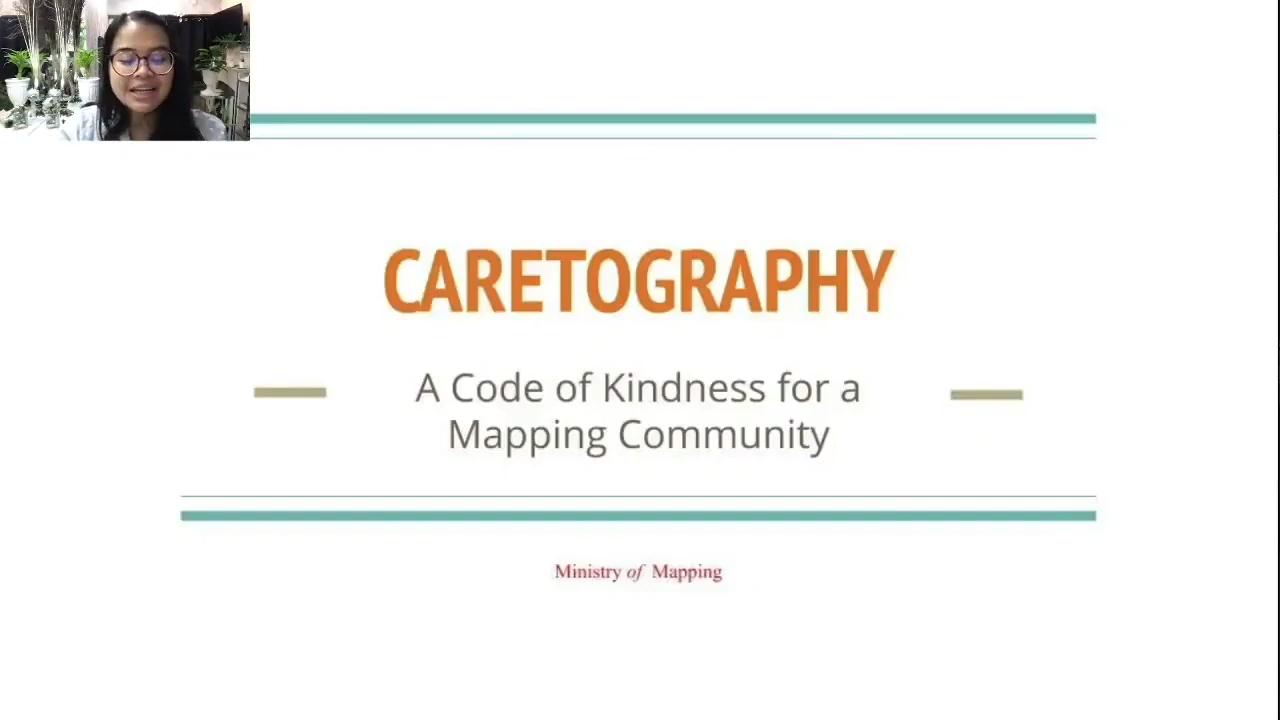 CARETOGRAPHY
A Code of Kindness for a
Mapping Community
Ministry of Mapping